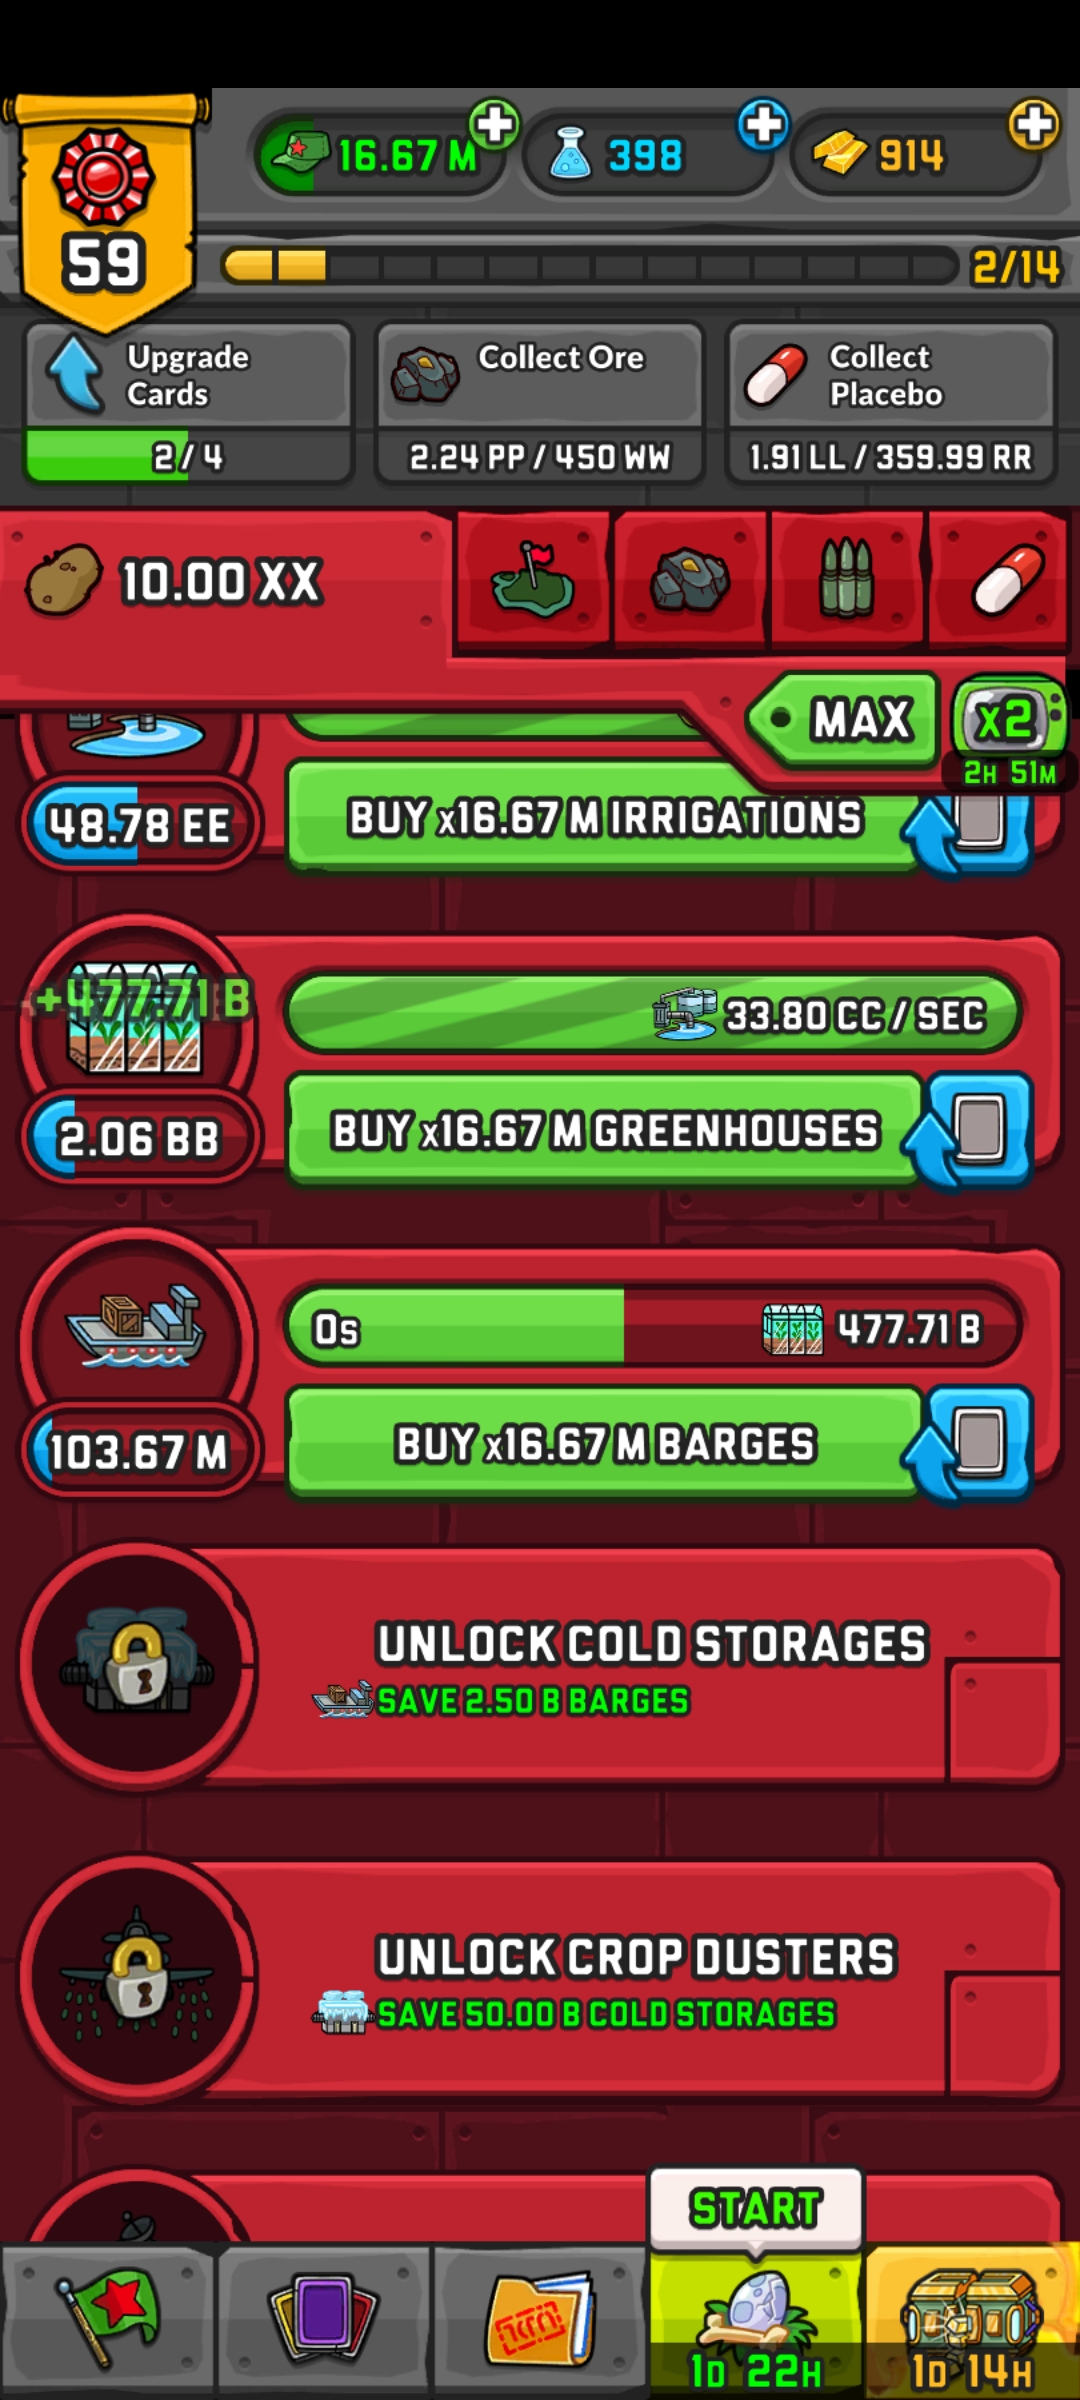 16.67 M
398
914
59
2/14
Upgrade
Cards
2/4
Collect Ore
2.24 PP / 450 WW
Collect
Placebo
1.91 LL / 359.99 RR
10.00 XX
MAX
x2
2H 51M
48.78 EE
BUY x16.67 M IRRIGATIONS
+477.71 B
33.80 CC / SEC
2.06 BB
BUY x16.67 M GREENHOUSES
0s
477.71 B
103.67 M
BUY x16.67 M BARGES
UNLOCK COLD STORAGES
SAVE 2.50 B BARGES
UNLOCK CROP DUSTERS
SAVE 50.00 B COLD STORAGES
START
1D 22H
1D 14H